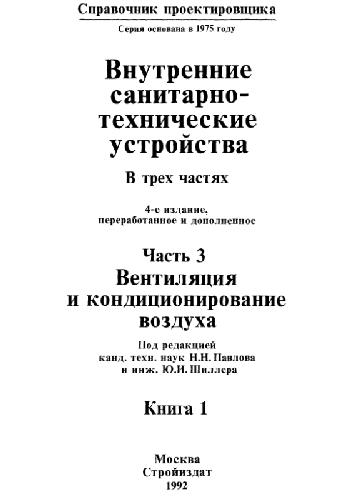 Справочник проектировщика
Серия основана в 1975 году
Внутренние
санитарно-
технические
устройства
В трех частях
4-е издание,
переработанное и дополненное
Часть 3
Вентиляция
и кондиционирование
воздуха
Под редакцией
канд. техн. наук Н.Н. Павлова
и инж. Ю.И. Шиллера
Книга 1
Москва
Стройиздат
1992